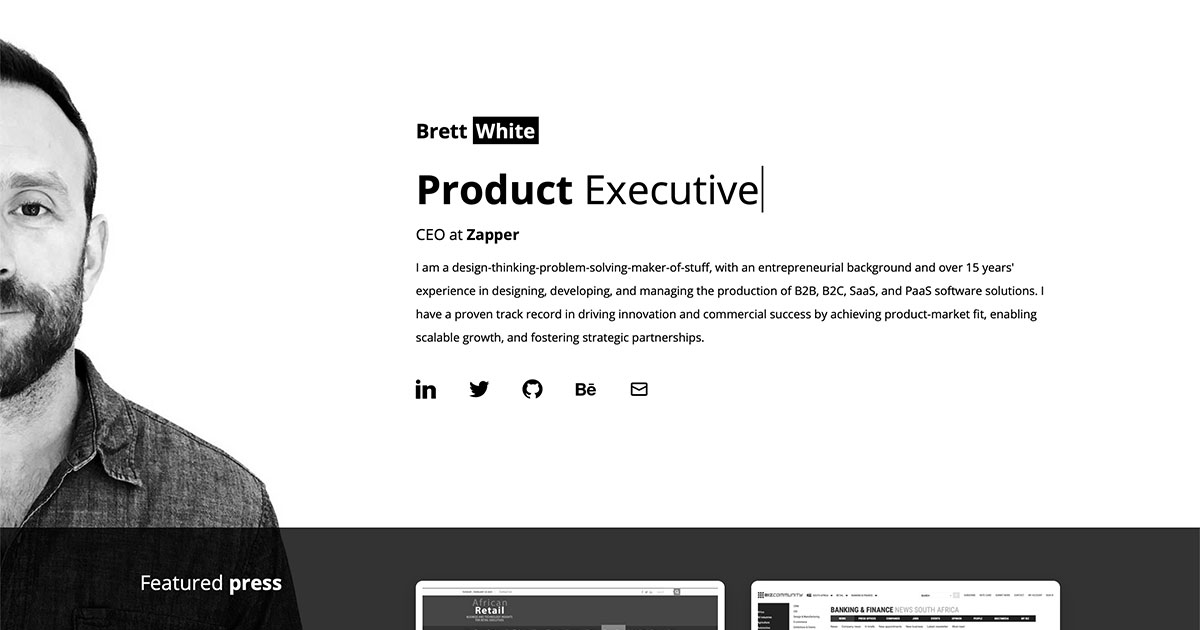 Brett White
Product Executive
CEO at Zapper
I am a design-thinking-problem-solving-maker-of-stuff, with an entrepreneurial background and over 15 years'
experience in designing, developing, and managing the production of B2B, B2C, SaaS, and PaaS software solutions. I
have a proven track record in driving innovation and commercial success by achieving product-market fit, enabling
scalable growth, and fostering strategic partnerships.
in
Bē
Featured press
African
Retail
BIZCOMMUNITY
BANKING & FINANCE NEWS SOUTH AFRICA